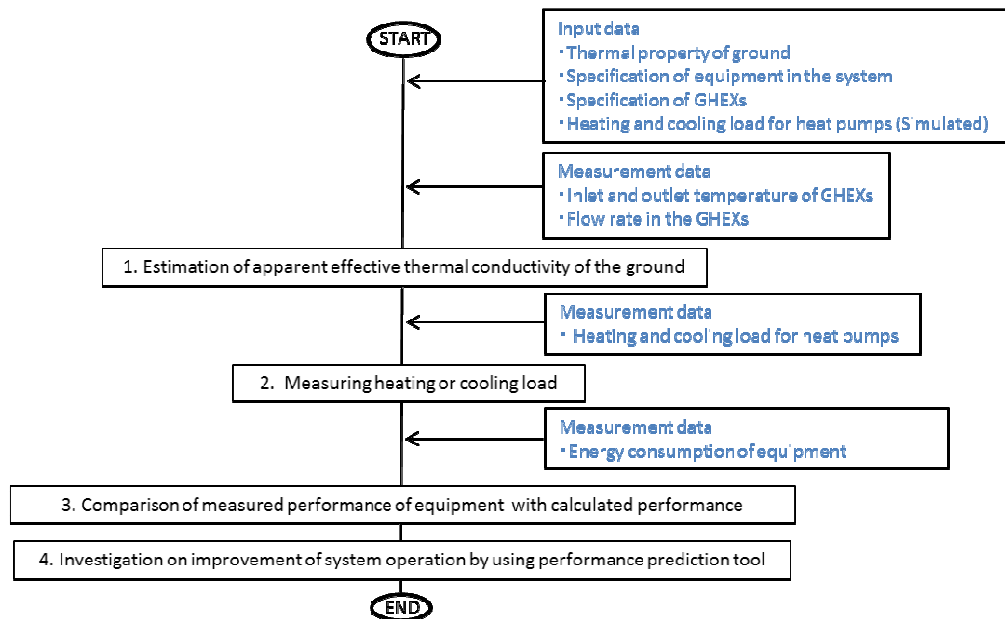 START
Input data
・Thermal property of ground
・Specification of equipment in the system
・Specification of GHEXs
・Heating and cooling load for heat pumps (Simulated)
Measurement data
・Inlet and outlet temperature of GHEXs
・Flow rate in the GHEXs
1. Estimation of apparent effective thermal conductivity of the ground
Measurement data
・ Heating and cooling load for heat pumps
2. Measuring heating or cooling load
Measurement data
・Energy consumption of equipment
3. Comparison of measured performance of equipment with calculated performance
4. Investigation on improvement of system operation by using performance prediction tool
END